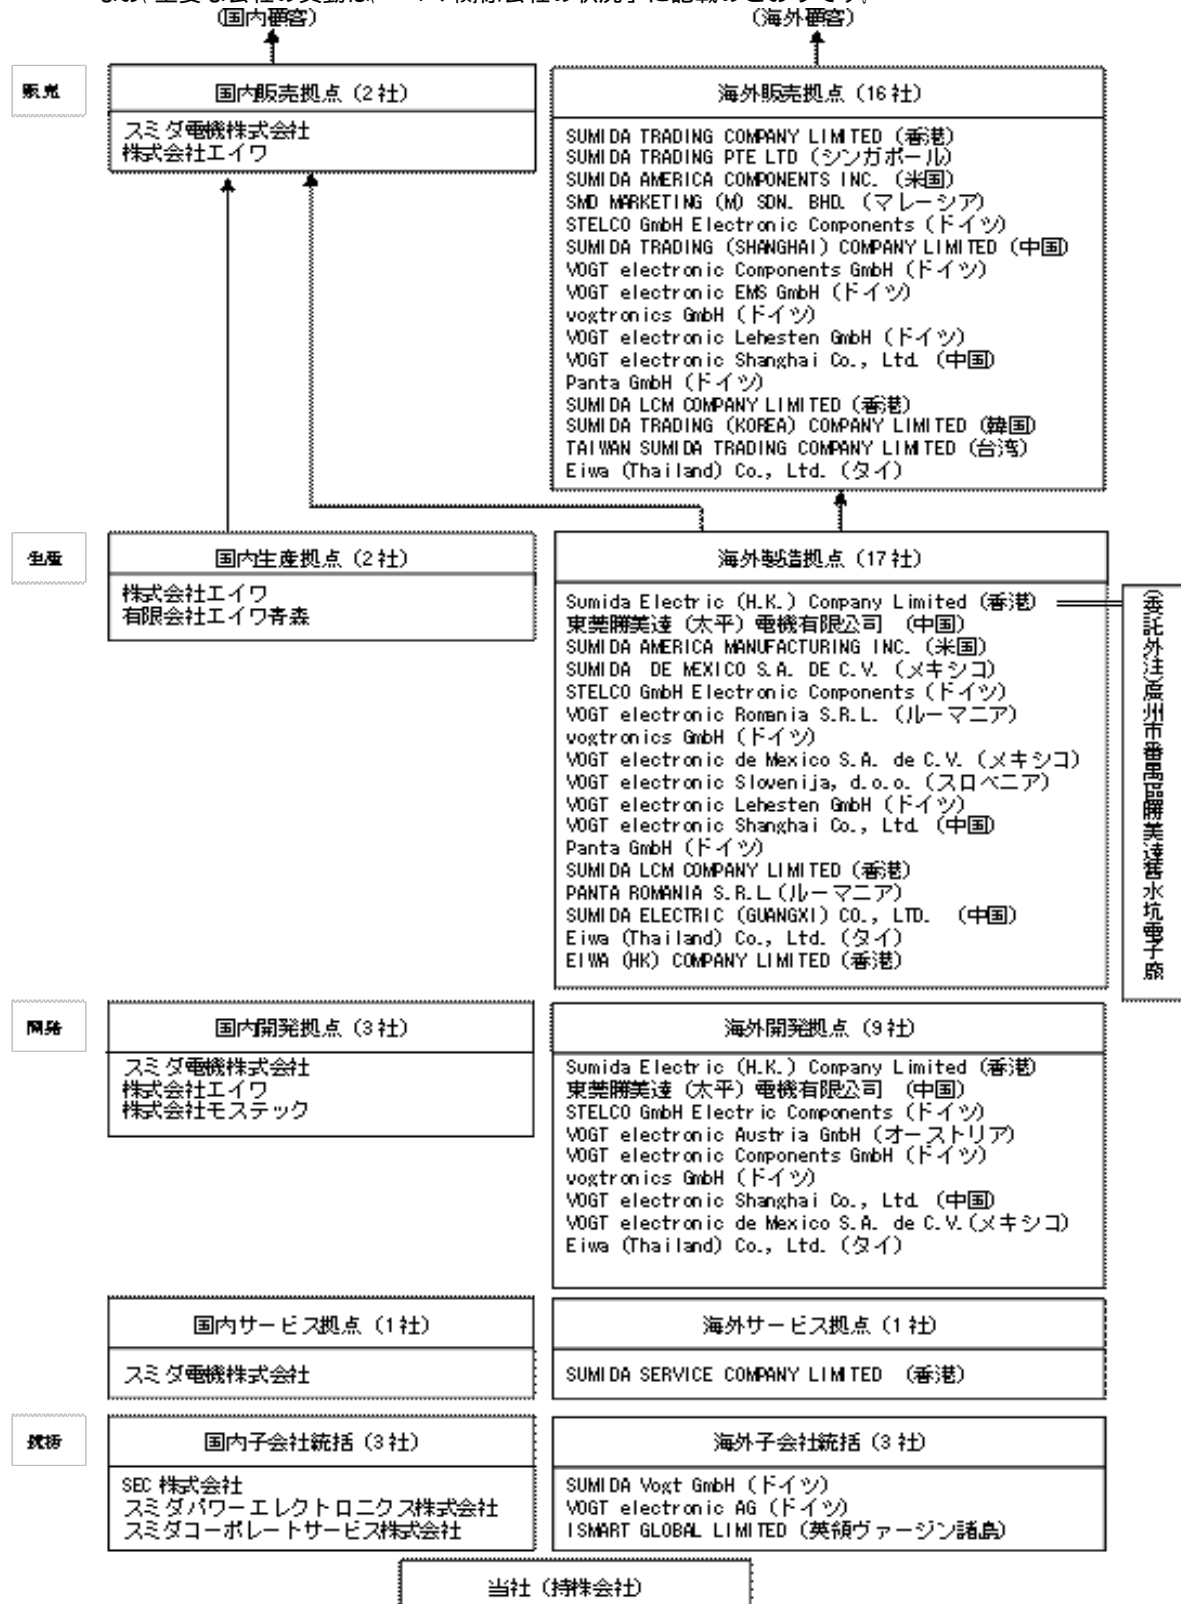 (国内顧客)
(海外顧客)
販売
国内販売拠点（2社）
スミダ電機株式会社
株式会社エイワ
海外販売拠点（16社）
SUMIDA TRADING COMPANY LIMITED（香港）
SUMIDA TRADING PTE LTD（シンガポール）
SUMIDA AMERICA COMPONENTS INC.（米国）
SMD MARKETING (M) SDN. BHD.（マレーシア）
STELCO GmbH Electronic Components（ドイツ）
SUMIDA TRADING (SHANGHAI) COMPANY LIMITED（中国）
VOGT electronic Components GmbH（ドイツ）
VOGT electronic EMS GmbH（ドイツ）
vogtronics GmbH（ドイツ）
VOGT electronic Lehesten GmbH（ドイツ）
VOGT electronic Shanghai Co., Ltd.（中国）
Panta GmbH（ドイツ）
SUMIDA LCM COMPANY LIMITED（香港）
SUMIDA TRADING (KOREA) COMPANY LIMITED（韓国）
TAIWAN SUMIDA TRADING COMPANY LIMITED（台湾）
Eiwa (Thailand) Co., Ltd.（タイ）
生産
国内生産拠点（2社）
株式会社エイワ
有限会社エイワ青森
海外製造拠点（17社）
Sumida Electric (H.K.) Company Limited（香港）
東莞勝美達（太平）電機有限公司（中国）
SUMIDA AMERICA MANUFACTURING INC.（米国）
SUMIDA DE MEXICO S.A. DE C.V.（メキシコ）
STELCO GmbH Electronic Components（ドイツ）
VOGT electronic Romania S.R.L.（ルーマニア）
vogtronics GmbH（ドイツ）
VOGT electronic de Mexico S.A. de C.V.（メキシコ）
VOGT electronic Slovenija, d.o.o.（スロベニア）
VOGT electronic Lehesten GmbH（ドイツ）
VOGT electronic Shanghai Co., Ltd.（中国）
Panta GmbH（ドイツ）
SUMIDA LCM COMPANY LIMITED（香港）
PANTA ROMANIA S.R.L（ルーマニア）
SUMIDA ELECTRIC (GUANGXI) CO., LTD.（中国）
Eiwa (Thailand) Co., Ltd.（タイ）
EIWA (HK) COMPANY LIMITED（香港）
（委託外注）廣州市番禺區勝美達舊水坑電子廠
開発
国内開発拠点（3社）
スミダ電機株式会社
株式会社エイワ
株式会社モステック
海外開発拠点（9社）
Sumida Electric (H.K.) Company Limited（香港）
東莞勝美達（太平）電機有限公司（中国）
STELCO GmbH Electric Components（ドイツ）
VOGT electronic Austria GmbH（オーストリア）
VOGT electronic Components GmbH（ドイツ）
vogtronics GmbH（ドイツ）
VOGT electronic Shanghai Co., Ltd.（中国）
VOGT electronic de Mexico S.A. de C.V.（メキシコ）
Eiwa (Thailand) Co., Ltd.（タイ）
国内サービス拠点（1社）
スミダ電機株式会社
海外サービス拠点（1社）
SUMIDA SERVICE COMPANY LIMITED（香港）
統括
国内子会社統括（3社）
SEC 株式会社
スミダパワーエレクトロニクス株式会社
スミダコーポレートサービス株式会社
海外子会社統括（3社）
SUMIDA Vogt GmbH（ドイツ）
VOGT electronic AG（ドイツ）
ISMART GLOBAL LIMITED（英領ヴァージン諸島）
当社（持株会社）